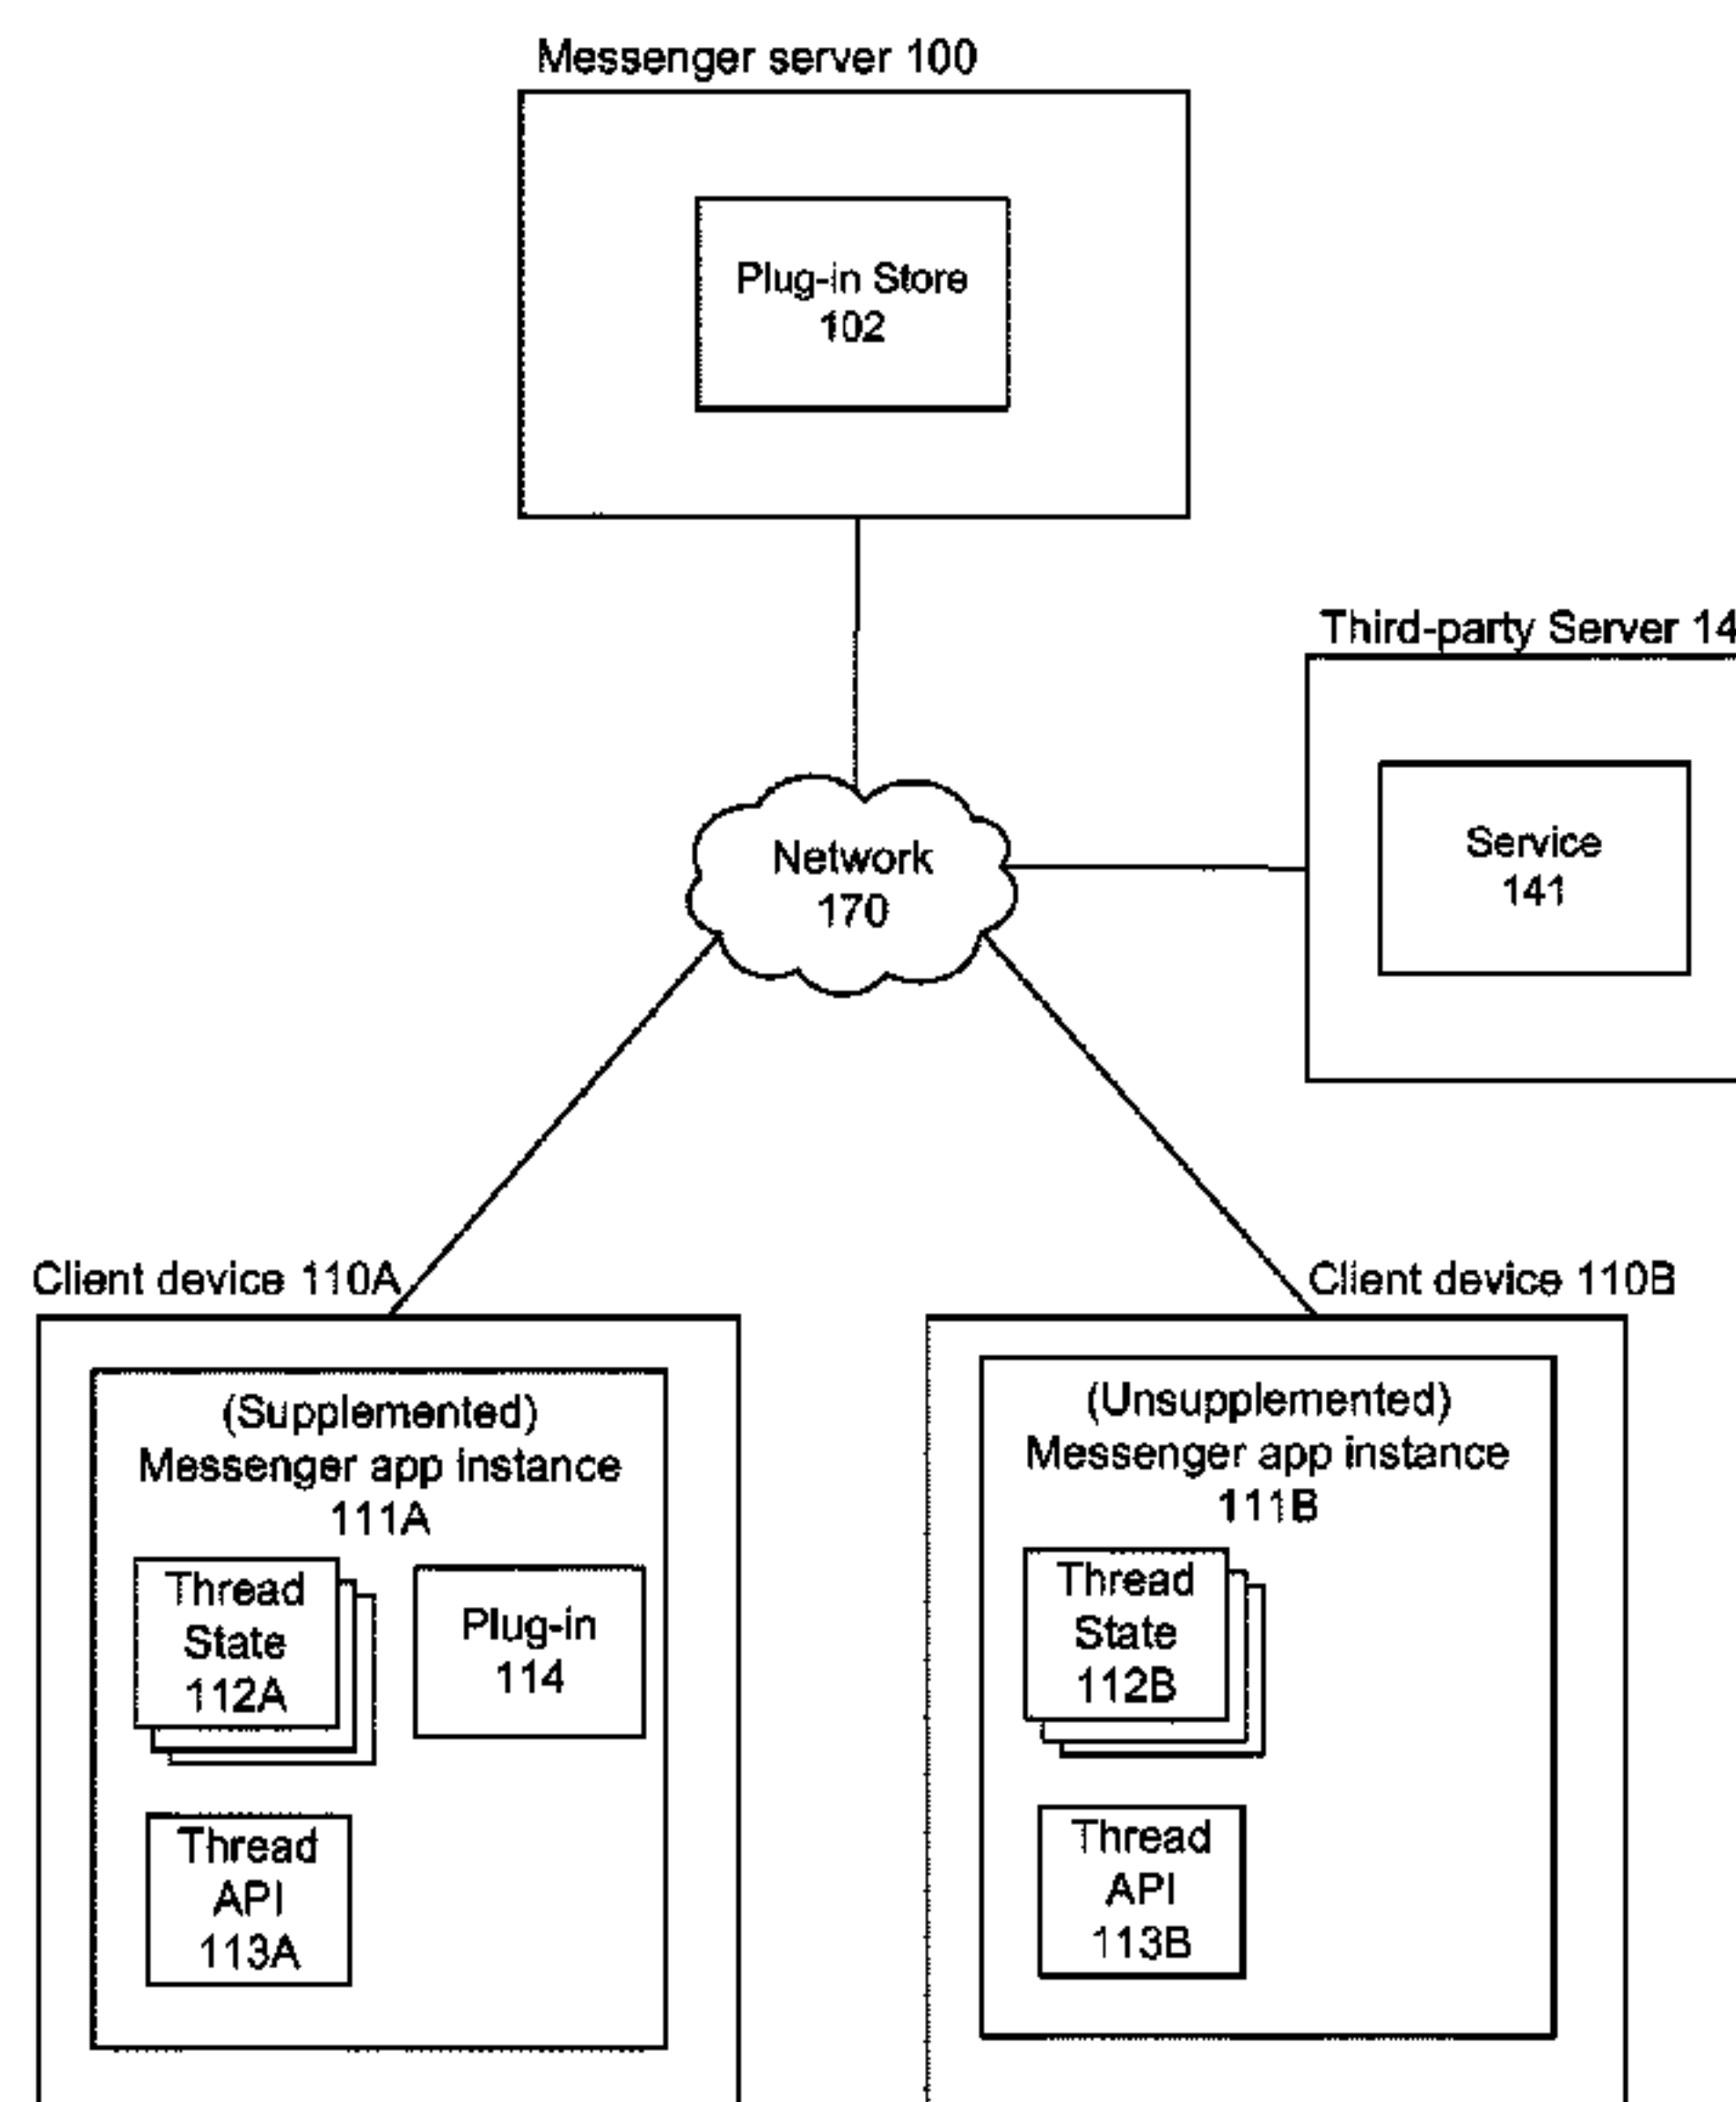 Messenger server 100
Plug-in Store
102
Third-party Server 14
Service
141
Network
170
Client device 110A
(Supplemented)
Messenger app instance
111A
Thread
State
112A
Plug-in
114
Thread
API
113A
Client device 110B
(Unsupplemented)
Messenger app instance
111B
Thread
State
112B
Thread
API
113B